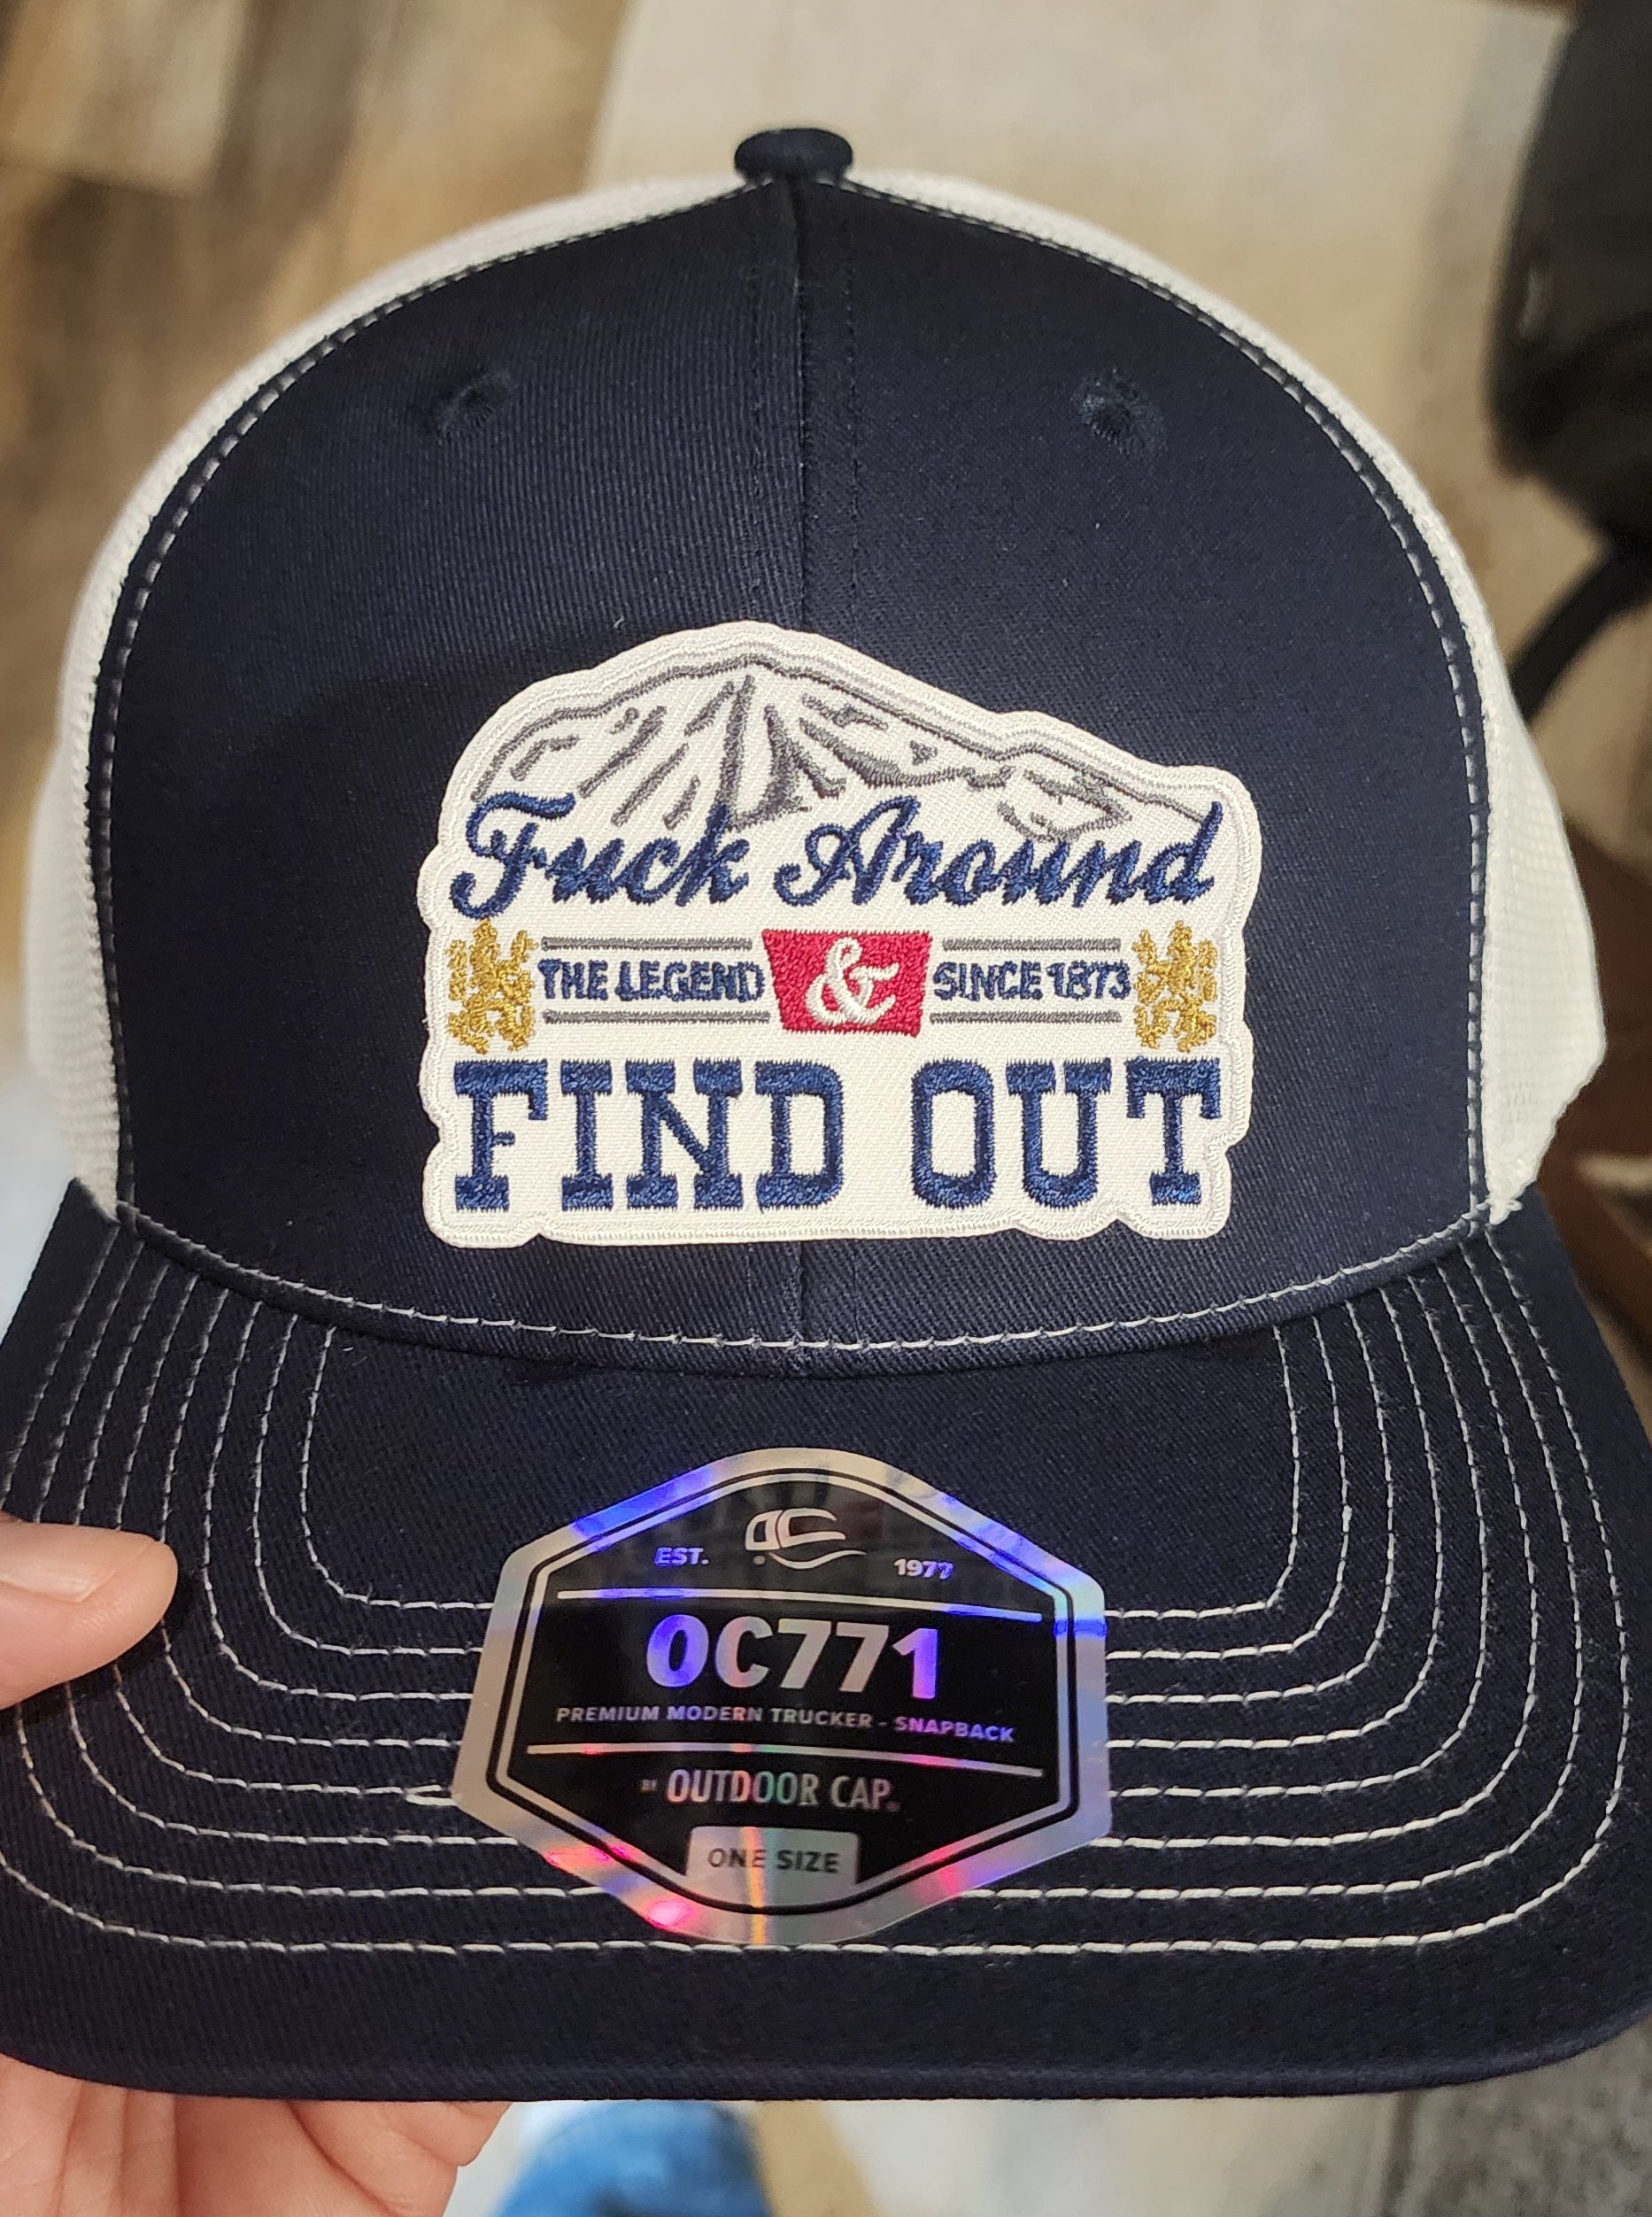 Fuck Around
THE LEGEND & SINCE 1873
FIND OUT
EST. OC 1977
OC771
PREMIUM MODERN TRUCKER - SNAPBACK
BY OUTDOOR CAP®
ONE SIZE